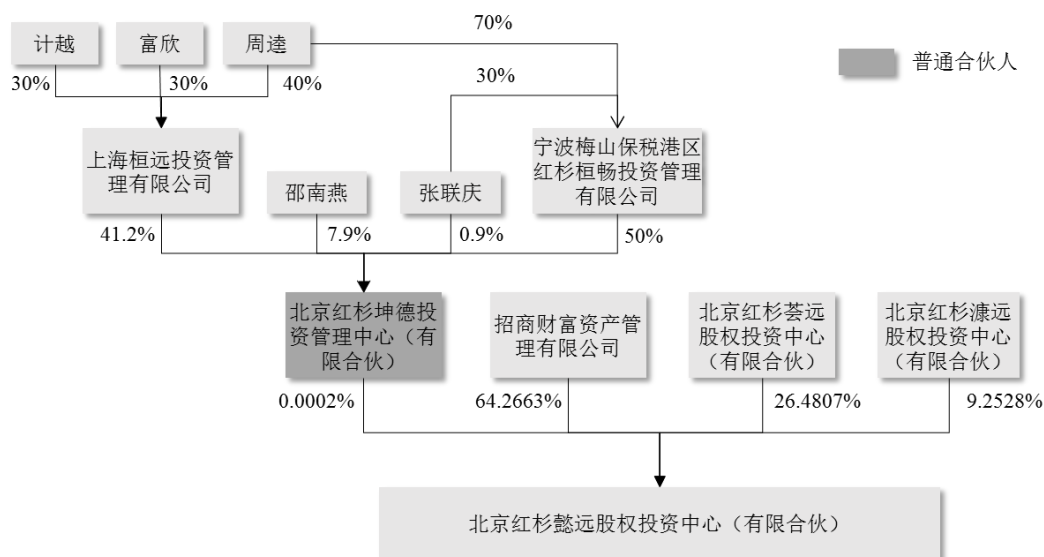 70%
计越
富欣
周逵
普通合伙人
30%
30%
40%
30%
上海桓远投资管
理有限公司
宁波梅山保税港区
红杉桓畅投资管理
有限公司
邵南燕
张联庆
41.2%
7.9%
0.9%
50%
北京红杉坤德投
资管理中心（有
限合伙）
招商财富资产管
理有限公司
北京红杉荟远
股权投资中心
（有限合伙）
北京红杉溓远
股权投资中心
（有限合伙）
0.0002%
64.2663%
26.4807%
9.2528%
北京红杉懿远股权投资中心（有限合伙）